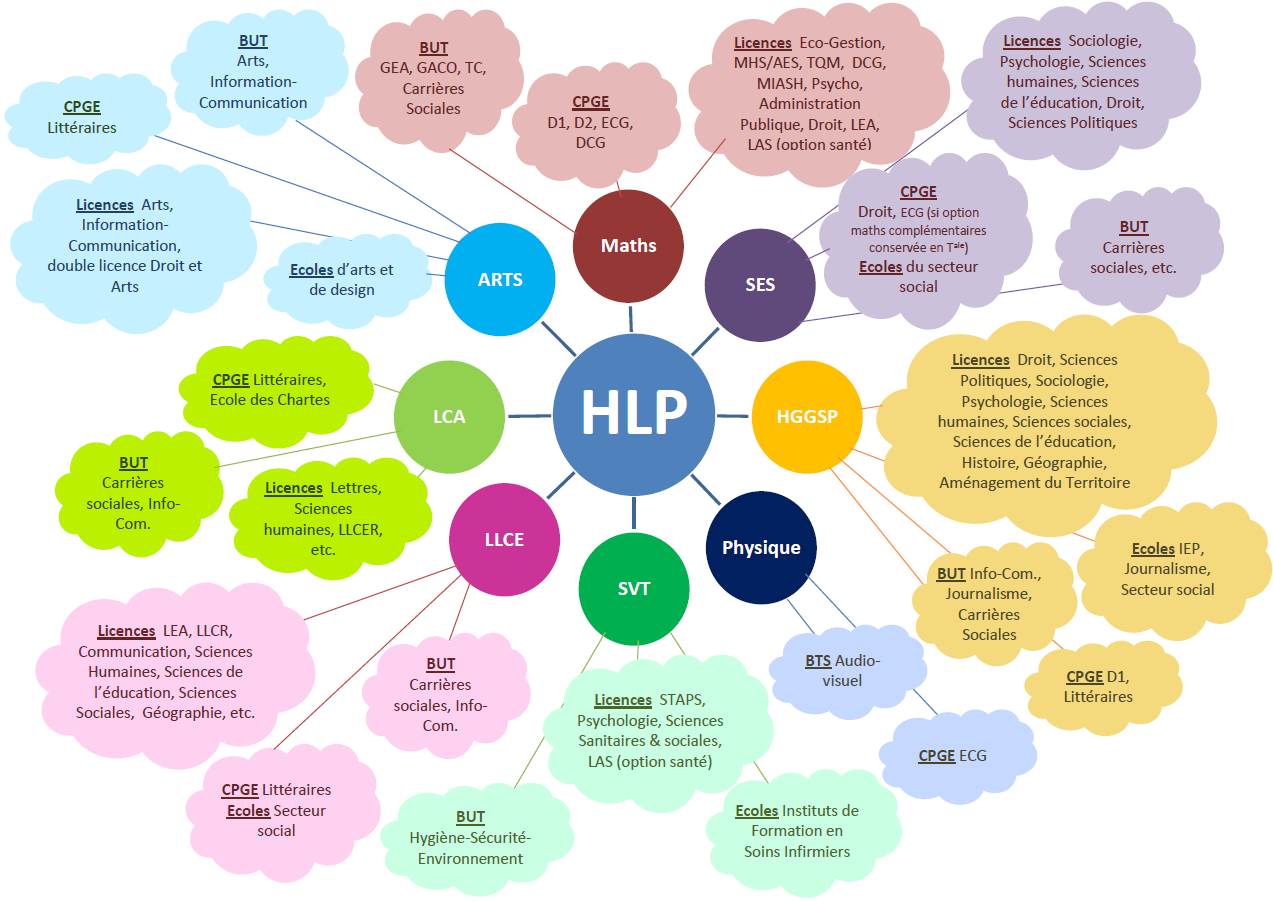 BUT
Arts,
Information-
Communication
CPGE
Littéraires
Licences Arts,
Information-
Communication,
double licence Droit et
Arts
Ecoles d'arts et
de design
ARTS
BUT
GEA, GACO, TC,
Carrières
Sociales
CPGE
D1, D2, ECG,
DCG
Licences Eco-Gestion,
MHS/AES, TQM, DCG,
MIASH, Psycho,
Administration
Publique, Droit, LEA,
LAS (option santé)
Maths
Licences Sociologie,
Psychologie, Sciences
humaines, Sciences
de l'éducation, Droit,
Sciences Politiques
CPGE
Droit, ECG (si option
maths complémentaires
conservée en Tale)
Ecoles du secteur
social
BUT
Carrières
sociales, etc.
SES
HLP
LCA
CPGE Littéraires,
Ecole des Chartes
BUT
Carrières
sociales, Info-
Com.
Licences Lettres,
Sciences
humaines, LLCER,
etc.
HGGSP
Licences Droit, Sciences
Politiques, Sociologie,
Psychologie, Sciences
humaines, Sciences sociales,
Sciences de l'éducation,
Histoire, Géographie,
Aménagement du Territoire
Ecoles IEP,
Journalisme,
Secteur social
BUT Info-Com.,
Journalisme,
Carrières
Sociales
CPGE D1,
Littéraires
LLCE
Licences LEA, LLCR,
Communication, Sciences
Humaines, Sciences de
l'éducation, Sciences
Sociales, Géographie, etc.
BUT
Carrières
sociales, Info-
Com.
CPGE Littéraires
Ecoles Secteur
social
SVT
Licences STAPS,
Psychologie, Sciences
Sanitaires & sociales,
LAS (option santé)
BUT
Hygiène-Sécurité-
Environnement
Ecoles Instituts de
Formation en
Soins Infirmiers
Physique
BTS Audio-
visuel
CPGE ECG